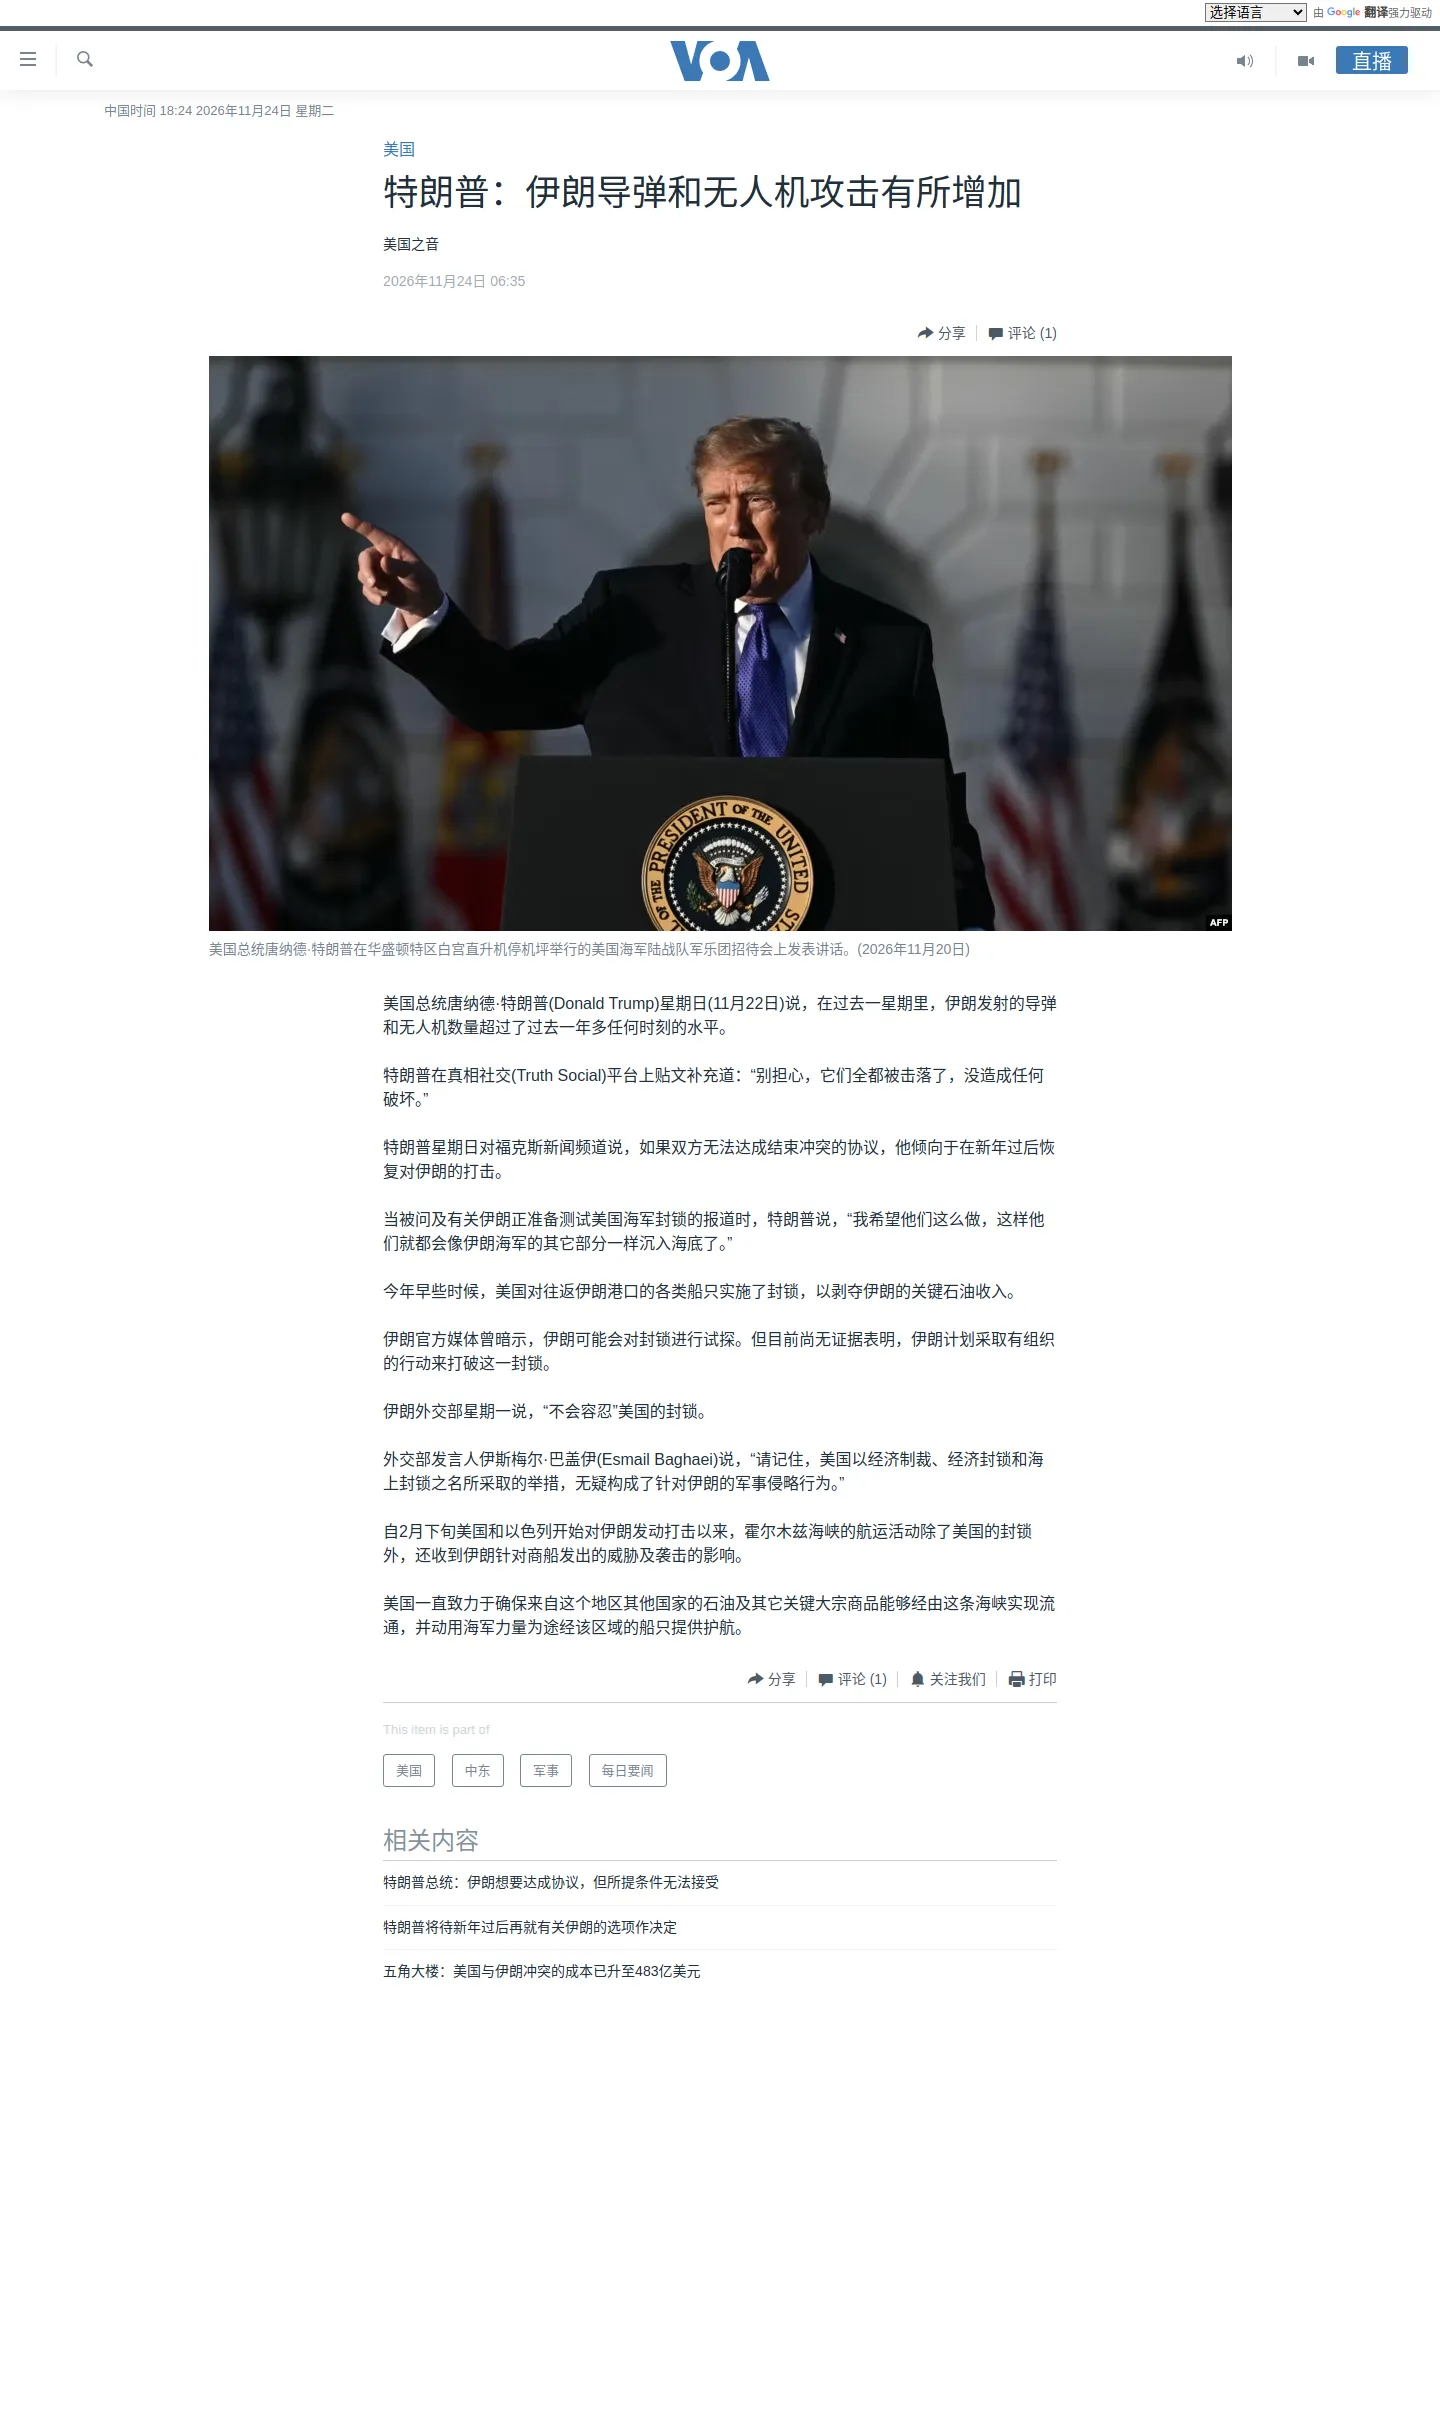 选择语言
由 Google 翻译强力驱动
VOA
直播
中国时间 18:24 2026年11月24日 星期二
美国
特朗普：伊朗导弹和无人机攻击有所增加
美国之音
2026年11月24日 06:35
分享
评论 (1)
PRESIDENT OF THE UNITED
AFP
美国总统唐纳德·特朗普在华盛顿特区白宫直升机停机坪举行的美国海军陆战队军乐团招待会上发表讲话。(2026年11月20日)
美国总统唐纳德·特朗普(Donald Trump)星期日(11月22日)说，在过去一星期里，伊朗发射的导弹
和无人机数量超过了过去一年多任何时刻的水平。
特朗普在真相社交(Truth Social)平台上贴文补充道：“别担心，它们全都被击落了，没造成任何
破坏。”
特朗普星期日对福克斯新闻频道说，如果双方无法达成结束冲突的协议，他倾向于在新年过后恢
复对伊朗的打击。
当被问及有关伊朗正准备测试美国海军封锁的报道时，特朗普说，“我希望他们这么做，这样他
们就都会像伊朗海军的其它部分一样沉入海底了。”
今年早些时候，美国对往返伊朗港口的各类船只实施了封锁，以剥夺伊朗的关键石油收入。
伊朗官方媒体曾暗示，伊朗可能会对封锁进行试探。但目前尚无证据表明，伊朗计划采取有组织
的行动来打破这一封锁。
伊朗外交部星期一说，“不会容忍”美国的封锁。
外交部发言人伊斯梅尔·巴盖伊(Esmail Baghaei)说，“请记住，美国以经济制裁、经济封锁和海
上封锁之名所采取的举措，无疑构成了针对伊朗的军事侵略行为。”
自2月下旬美国和以色列开始对伊朗发动打击以来，霍尔木兹海峡的航运活动除了美国的封锁
外，还收到伊朗针对商船发出的威胁及袭击的影响。
美国一直致力于确保来自这个地区其他国家的石油及其它关键大宗商品能够经由这条海峡实现流
通，并动用海军力量为途经该区域的船只提供护航。
分享
评论 (1)
关注我们
打印
This item is part of
美国
中东
军事
每日要闻
相关内容
特朗普总统：伊朗想要达成协议，但所提条件无法接受
特朗普将待新年过后再就有关伊朗的选项作决定
五角大楼：美国与伊朗冲突的成本已升至483亿美元